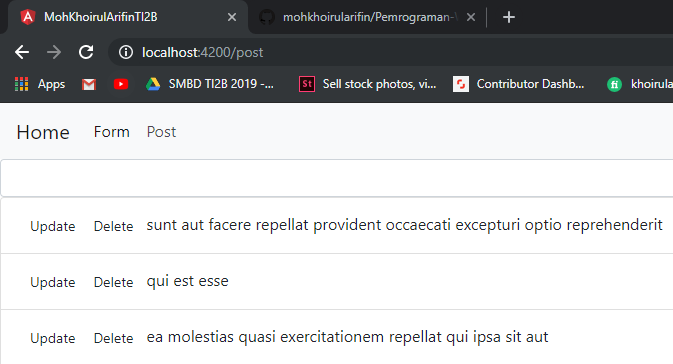 MohKhoirulArifinTI2B mohkhoirularifin/Pemrograman-
localhost:4200/post
Apps SMBD TI2B 2019 -... St Sell stock photos, vi... Contributor Dashb... fi khoirula
Home Form Post
Update Delete sunt aut facere repellat provident occaecati excepturi optio reprehenderit
Update Delete qui est esse
Update Delete ea molestias quasi exercitationem repellat qui ipsa sit aut